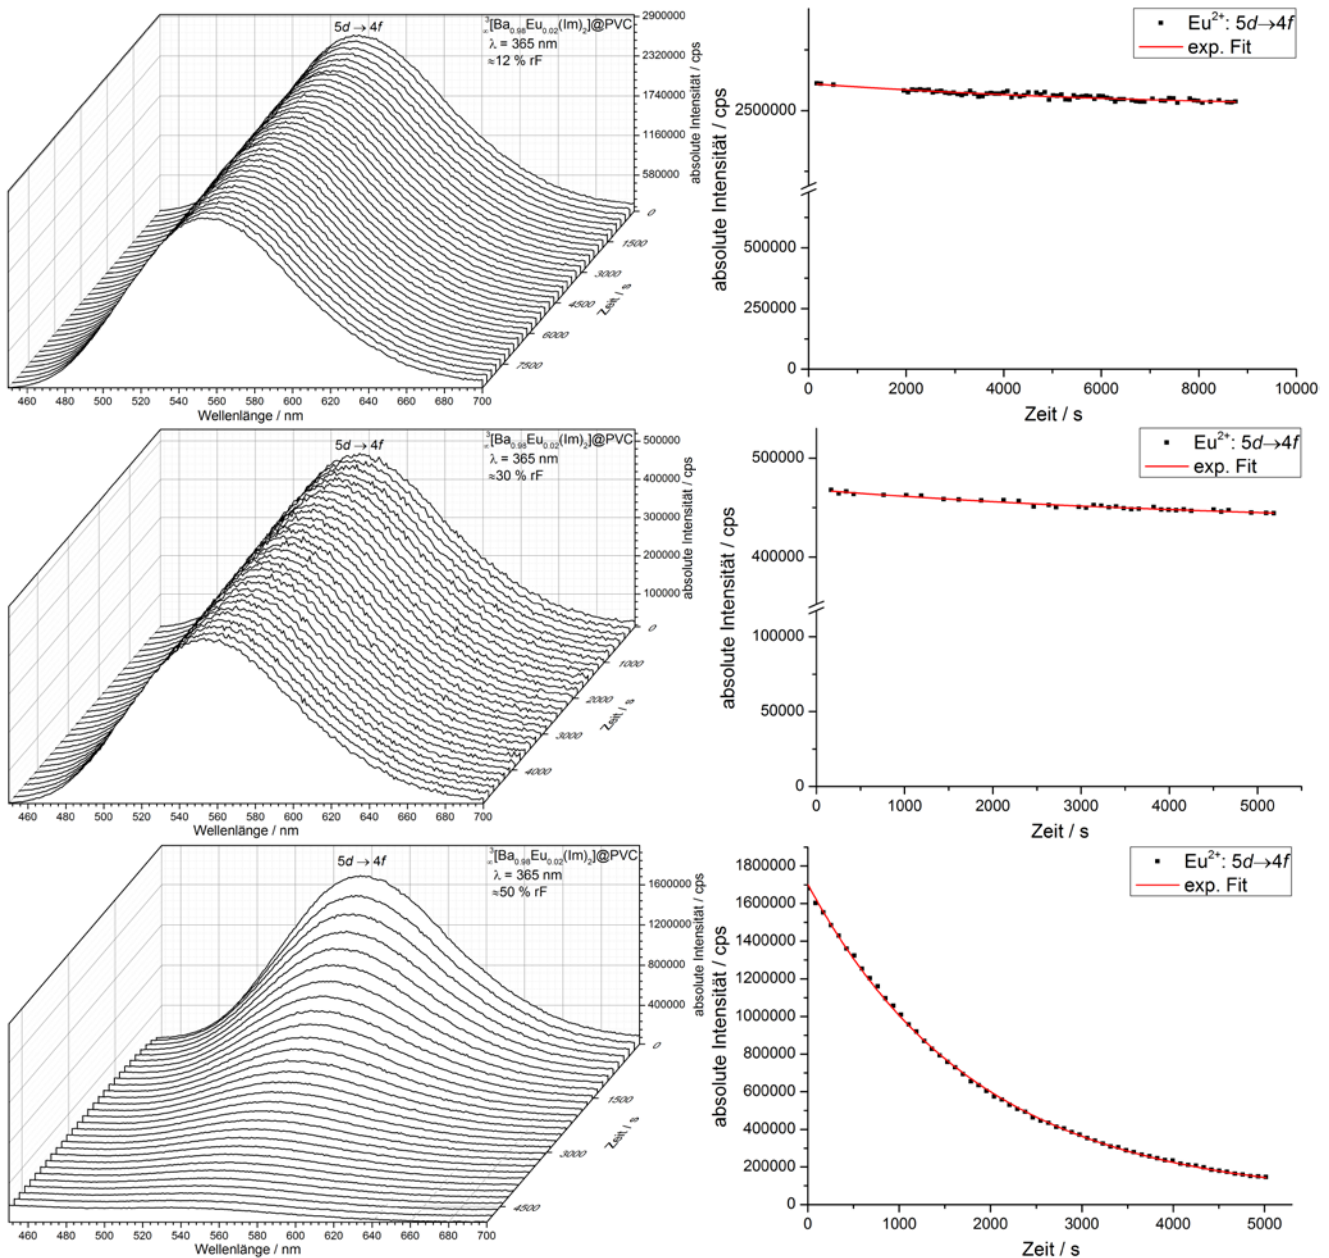 5d→4f
³∞[Ba0.98Eu0.02(Im)2]@PVC
λ = 365 nm
≈12 % rF
2900000
2320000
1740000
1160000
580000
absolute Intensität / cps
0
1500
3000
4500
6000
7500
Zeit / s
460 480 500 520 540 560 580 600 620 640 660 680 700
Wellenlänge / nm
Eu²⁺: 5d→4f
exp. Fit
absolute Intensität / cps
2500000
500000
250000
0
0 2000 4000 6000 8000 10000
Zeit / s
5d→4f
³∞[Ba0.98Eu0.02(Im)2]@PVC
λ = 365 nm
≈30 % rF
500000
400000
300000
200000
100000
absolute Intensität / cps
0
1000
2000
3000
4000
Zeit / s
460 480 500 520 540 560 580 600 620 640 660 680 700
Wellenlänge / nm
Eu²⁺: 5d→4f
exp. Fit
absolute Intensität / cps
500000
400000
100000
50000
0
0 1000 2000 3000 4000 5000
Zeit / s
5d→4f
³∞[Ba0.98Eu0.02(Im)2]@PVC
λ = 365 nm
≈50 % rF
1600000
1200000
800000
400000
absolute Intensität / cps
0
1500
3000
4500
Zeit / s
460 480 500 520 540 560 580 600 620 640 660 680 700
Wellenlänge / nm
Eu²⁺: 5d→4f
exp. Fit
absolute Intensität / cps
1800000
1600000
1400000
1200000
1000000
800000
600000
400000
200000
0
0 1000 2000 3000 4000 5000
Zeit / s